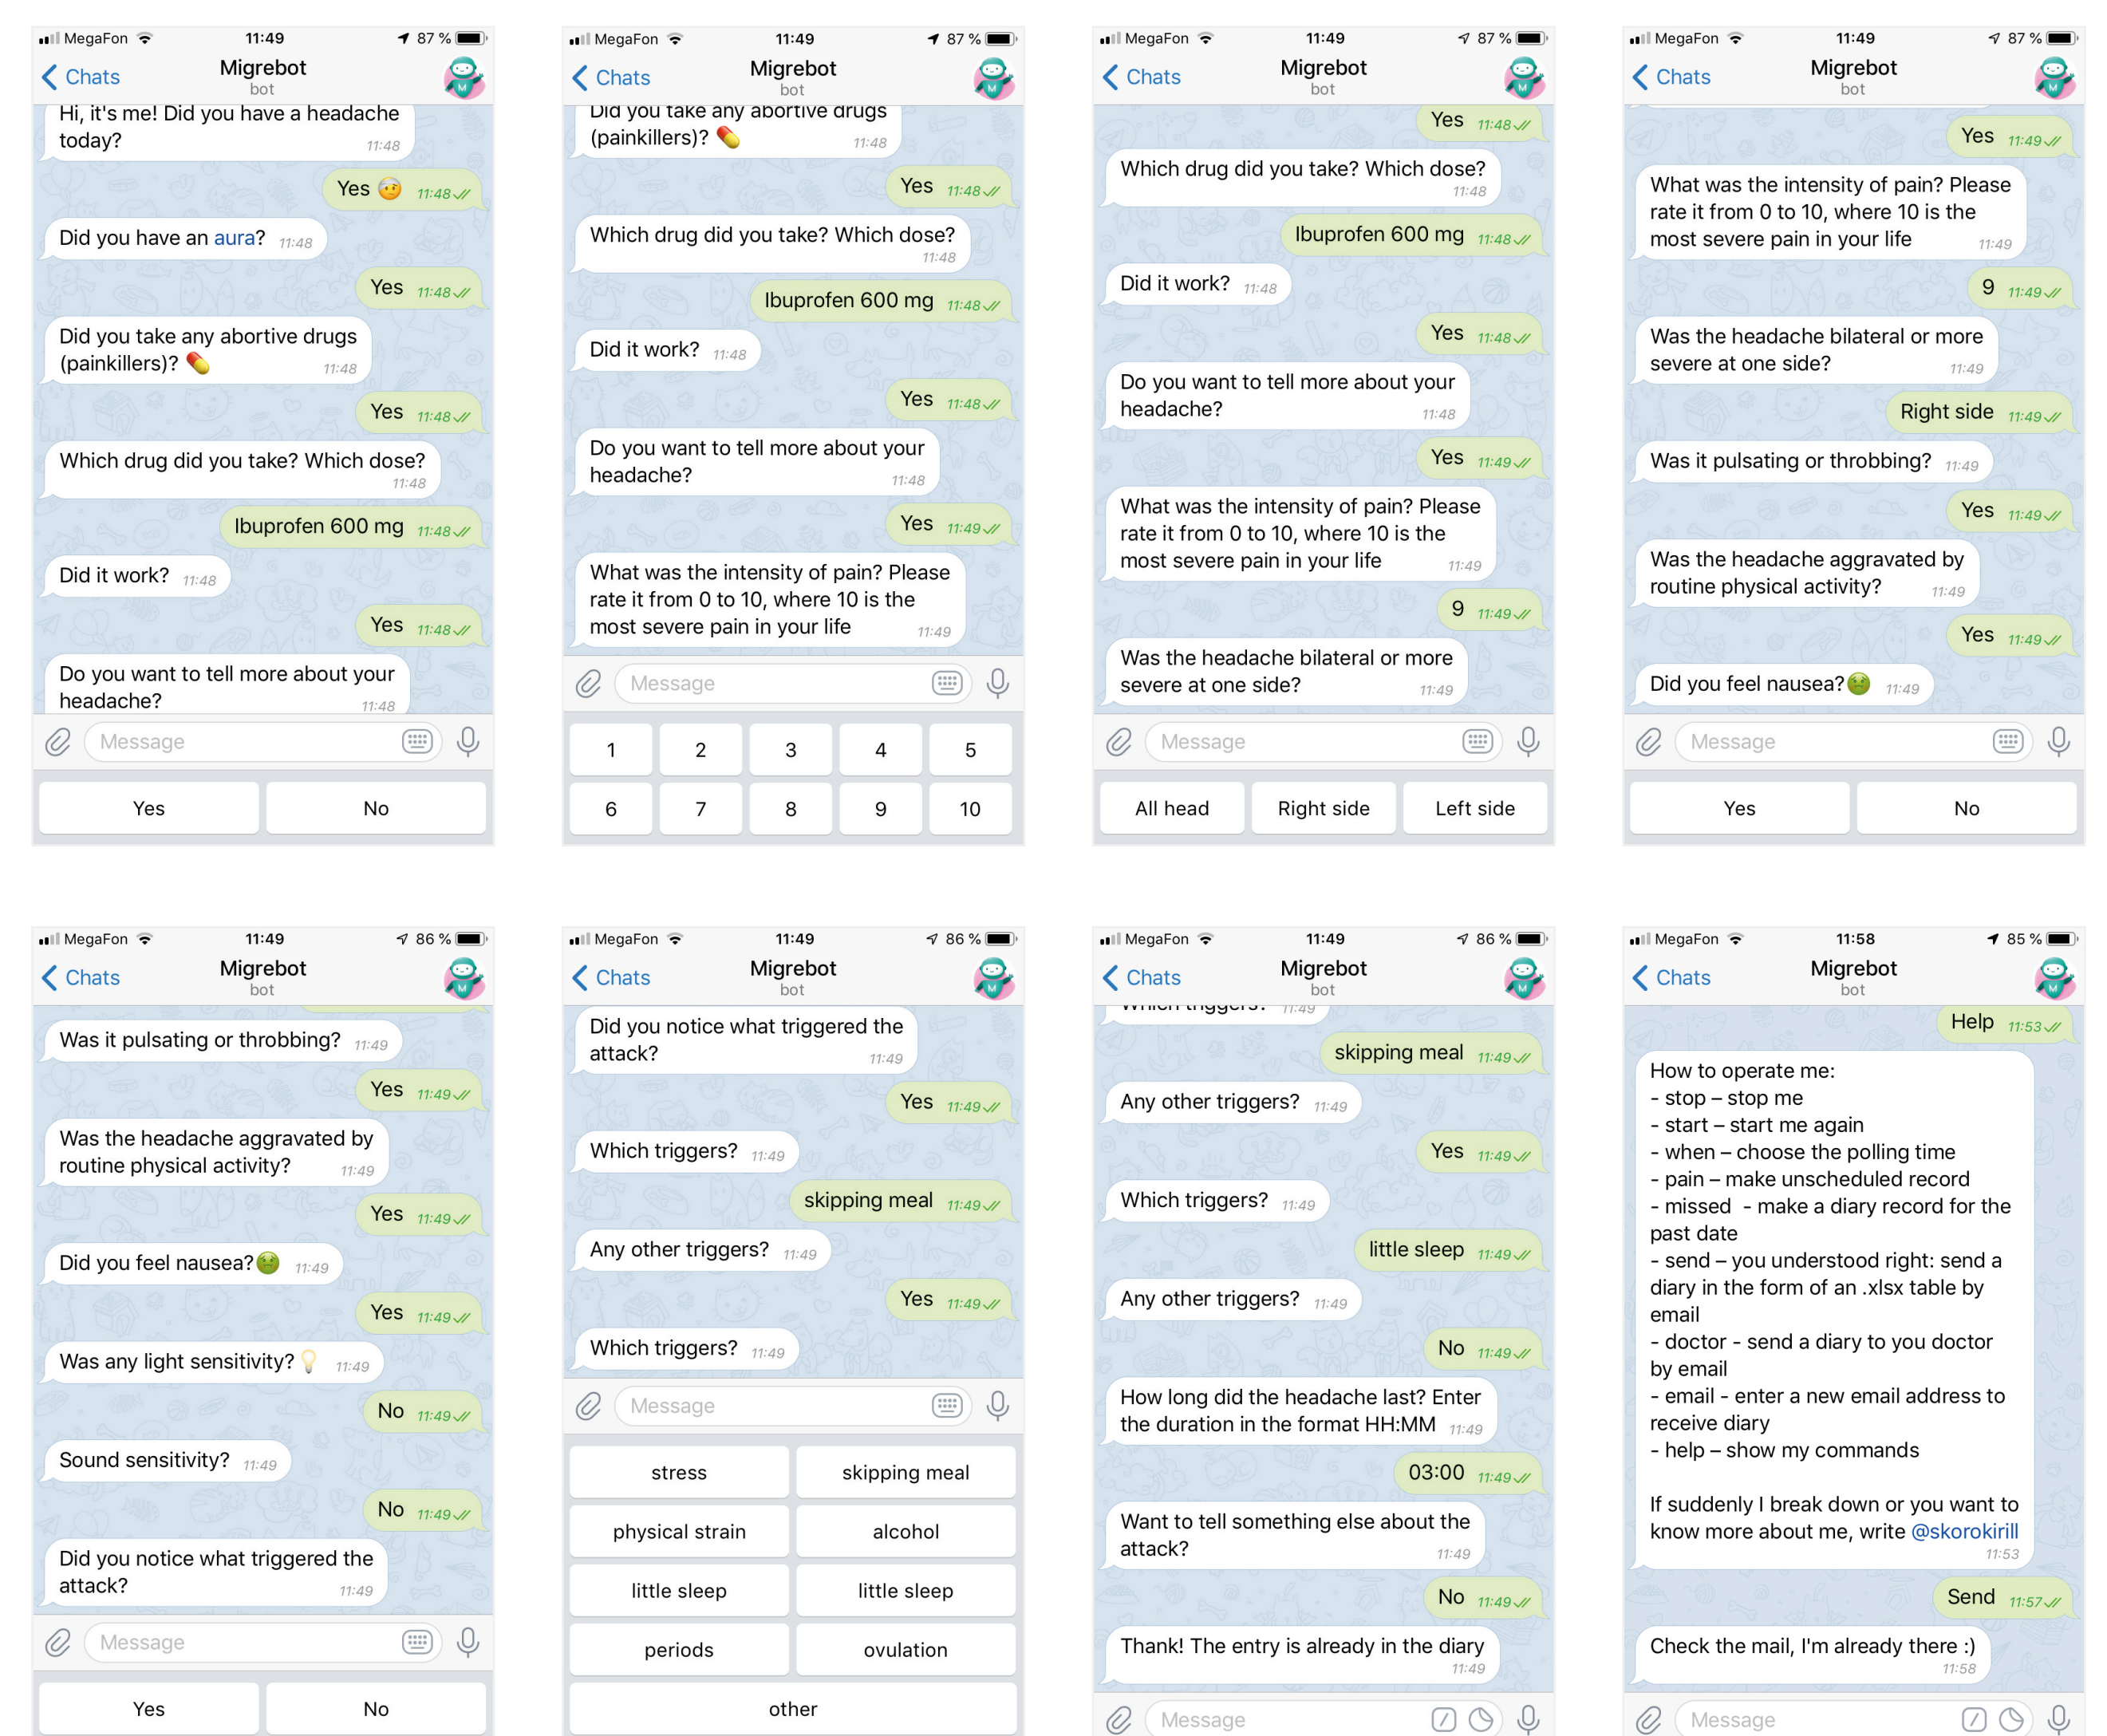 MegaFon 11:49 87 %
Chats Migrebot
bot
Hi, it's me! Did you have a headache
today? 11:48
Yes 11:48
Did you have an aura? 11:48
Yes 11:48
Did you take any abortive drugs
(painkillers)? 11:48
Yes 11:48
Which drug did you take? Which dose?
11:48
Ibuprofen 600 mg 11:48
Did it work? 11:48
Yes 11:48
Do you want to tell more about your
headache? 11:48
Message
Yes No
MegaFon 11:49 87 %
Chats Migrebot
bot
Did you take any abortive drugs
(painkillers)? 11:48
Yes 11:48
Which drug did you take? Which dose?
11:48
Ibuprofen 600 mg 11:48
Did it work? 11:48
Yes 11:48
Do you want to tell more about your
headache? 11:48
Yes 11:49
What was the intensity of pain? Please
rate it from 0 to 10, where 10 is the
most severe pain in your life 11:49
Message
1 2 3 4 5
6 7 8 9 10
MegaFon 11:49 87 %
Chats Migrebot
bot
Yes 11:48
Which drug did you take? Which dose?
11:48
Ibuprofen 600 mg 11:48
Did it work? 11:48
Yes 11:48
Do you want to tell more about your
headache? 11:48
Yes 11:49
What was the intensity of pain? Please
rate it from 0 to 10, where 10 is the
most severe pain in your life 11:49
9 11:49
Was the headache bilateral or more
severe at one side? 11:49
Message
All head Right side Left side
MegaFon 11:49 87 %
Chats Migrebot
bot
Yes 11:49
What was the intensity of pain? Please
rate it from 0 to 10, where 10 is the
most severe pain in your life 11:49
9 11:49
Was the headache bilateral or more
severe at one side? 11:49
Right side 11:49
Was it pulsating or throbbing? 11:49
Yes 11:49
Was the headache aggravated by
routine physical activity? 11:49
Yes 11:49
Did you feel nausea? 11:49
Message
Yes No
MegaFon 11:49 86 %
Chats Migrebot
bot
Was it pulsating or throbbing? 11:49
Yes 11:49
Was the headache aggravated by
routine physical activity? 11:49
Yes 11:49
Did you feel nausea? 11:49
Yes 11:49
Was any light sensitivity? 11:49
No 11:49
Sound sensitivity? 11:49
No 11:49
Did you notice what triggered the
attack? 11:49
Message
Yes No
MegaFon 11:49 86 %
Chats Migrebot
bot
Did you notice what triggered the
attack? 11:49
Yes 11:49
Which triggers? 11:49
skipping meal 11:49
Any other triggers? 11:49
Yes 11:49
Which triggers? 11:49
Message
stress skipping meal
physical strain alcohol
little sleep little sleep
periods ovulation
other
MegaFon 11:49 86 %
Chats Migrebot
bot
Which triggers? 11:49
skipping meal 11:49
Any other triggers? 11:49
Yes 11:49
Which triggers? 11:49
little sleep 11:49
Any other triggers? 11:49
No 11:49
How long did the headache last? Enter
the duration in the format HH:MM 11:49
03:00 11:49
Want to tell something else about the
attack? 11:49
No 11:49
Thank! The entry is already in the diary
11:49
Message
MegaFon 11:58 85 %
Chats Migrebot
bot
Help 11:53
How to operate me:
- stop – stop me
- start – start me again
- when – choose the polling time
- pain – make unscheduled record
- missed - make a diary record for the
past date
- send – you understood right: send a
diary in the form of an .xlsx table by
email
- doctor - send a diary to you doctor
by email
- email - enter a new email address to
receive diary
- help – show my commands
If suddenly I break down or you want to
know more about me, write @skorokirill
11:53
Send 11:57
Check the mail, I'm already there :)
11:58
Message